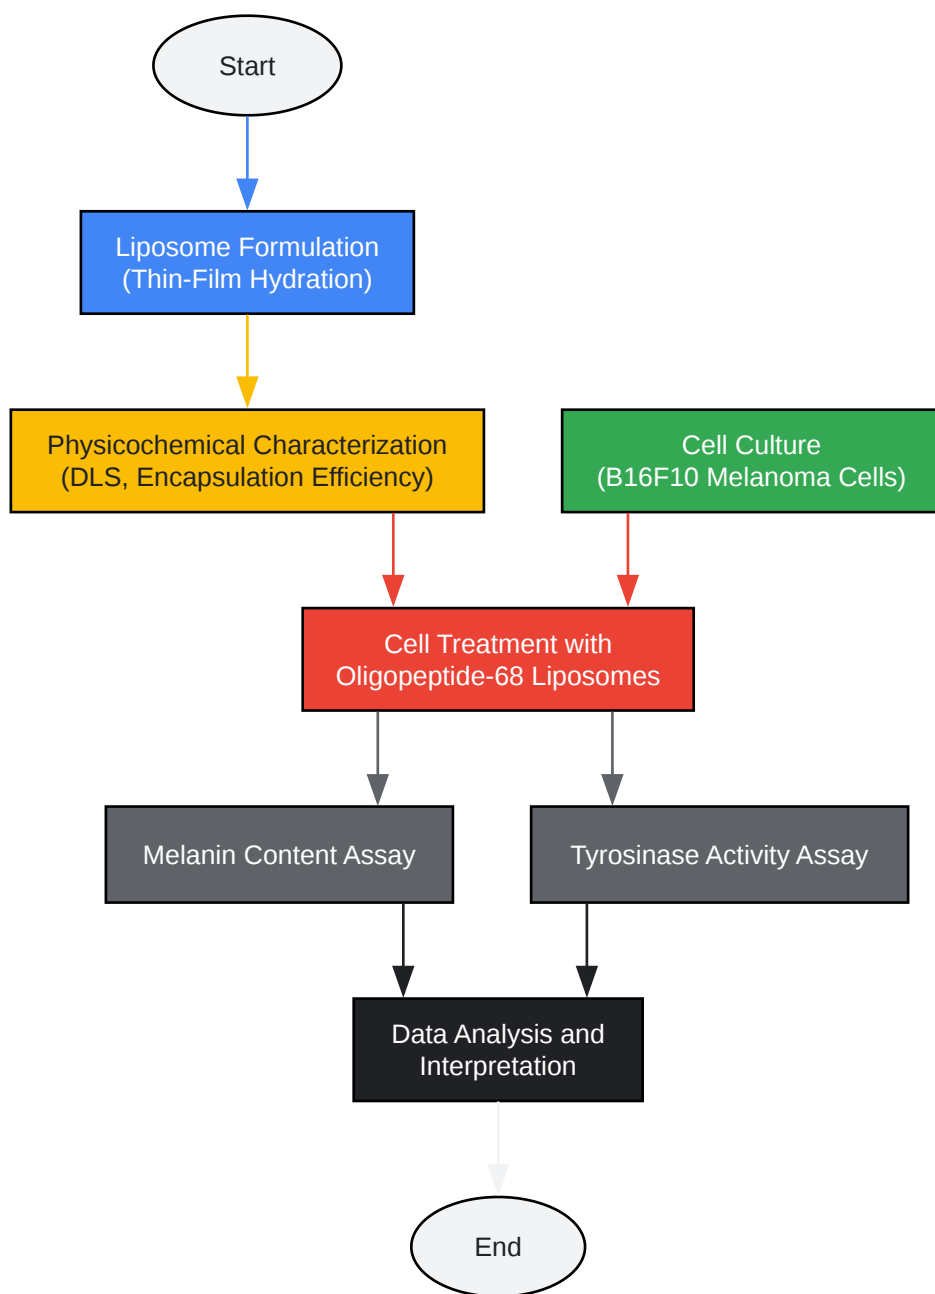 Start
Liposome Formulation
(Thin-Film Hydration)
Physicochemical Characterization
(DLS, Encapsulation Efficiency)
Cell Culture
(B16F10 Melanoma Cells)
Cell Treatment with
Oligopeptide-68 Liposomes
Melanin Content Assay
Tyrosinase Activity Assay
Data Analysis and
Interpretation
End